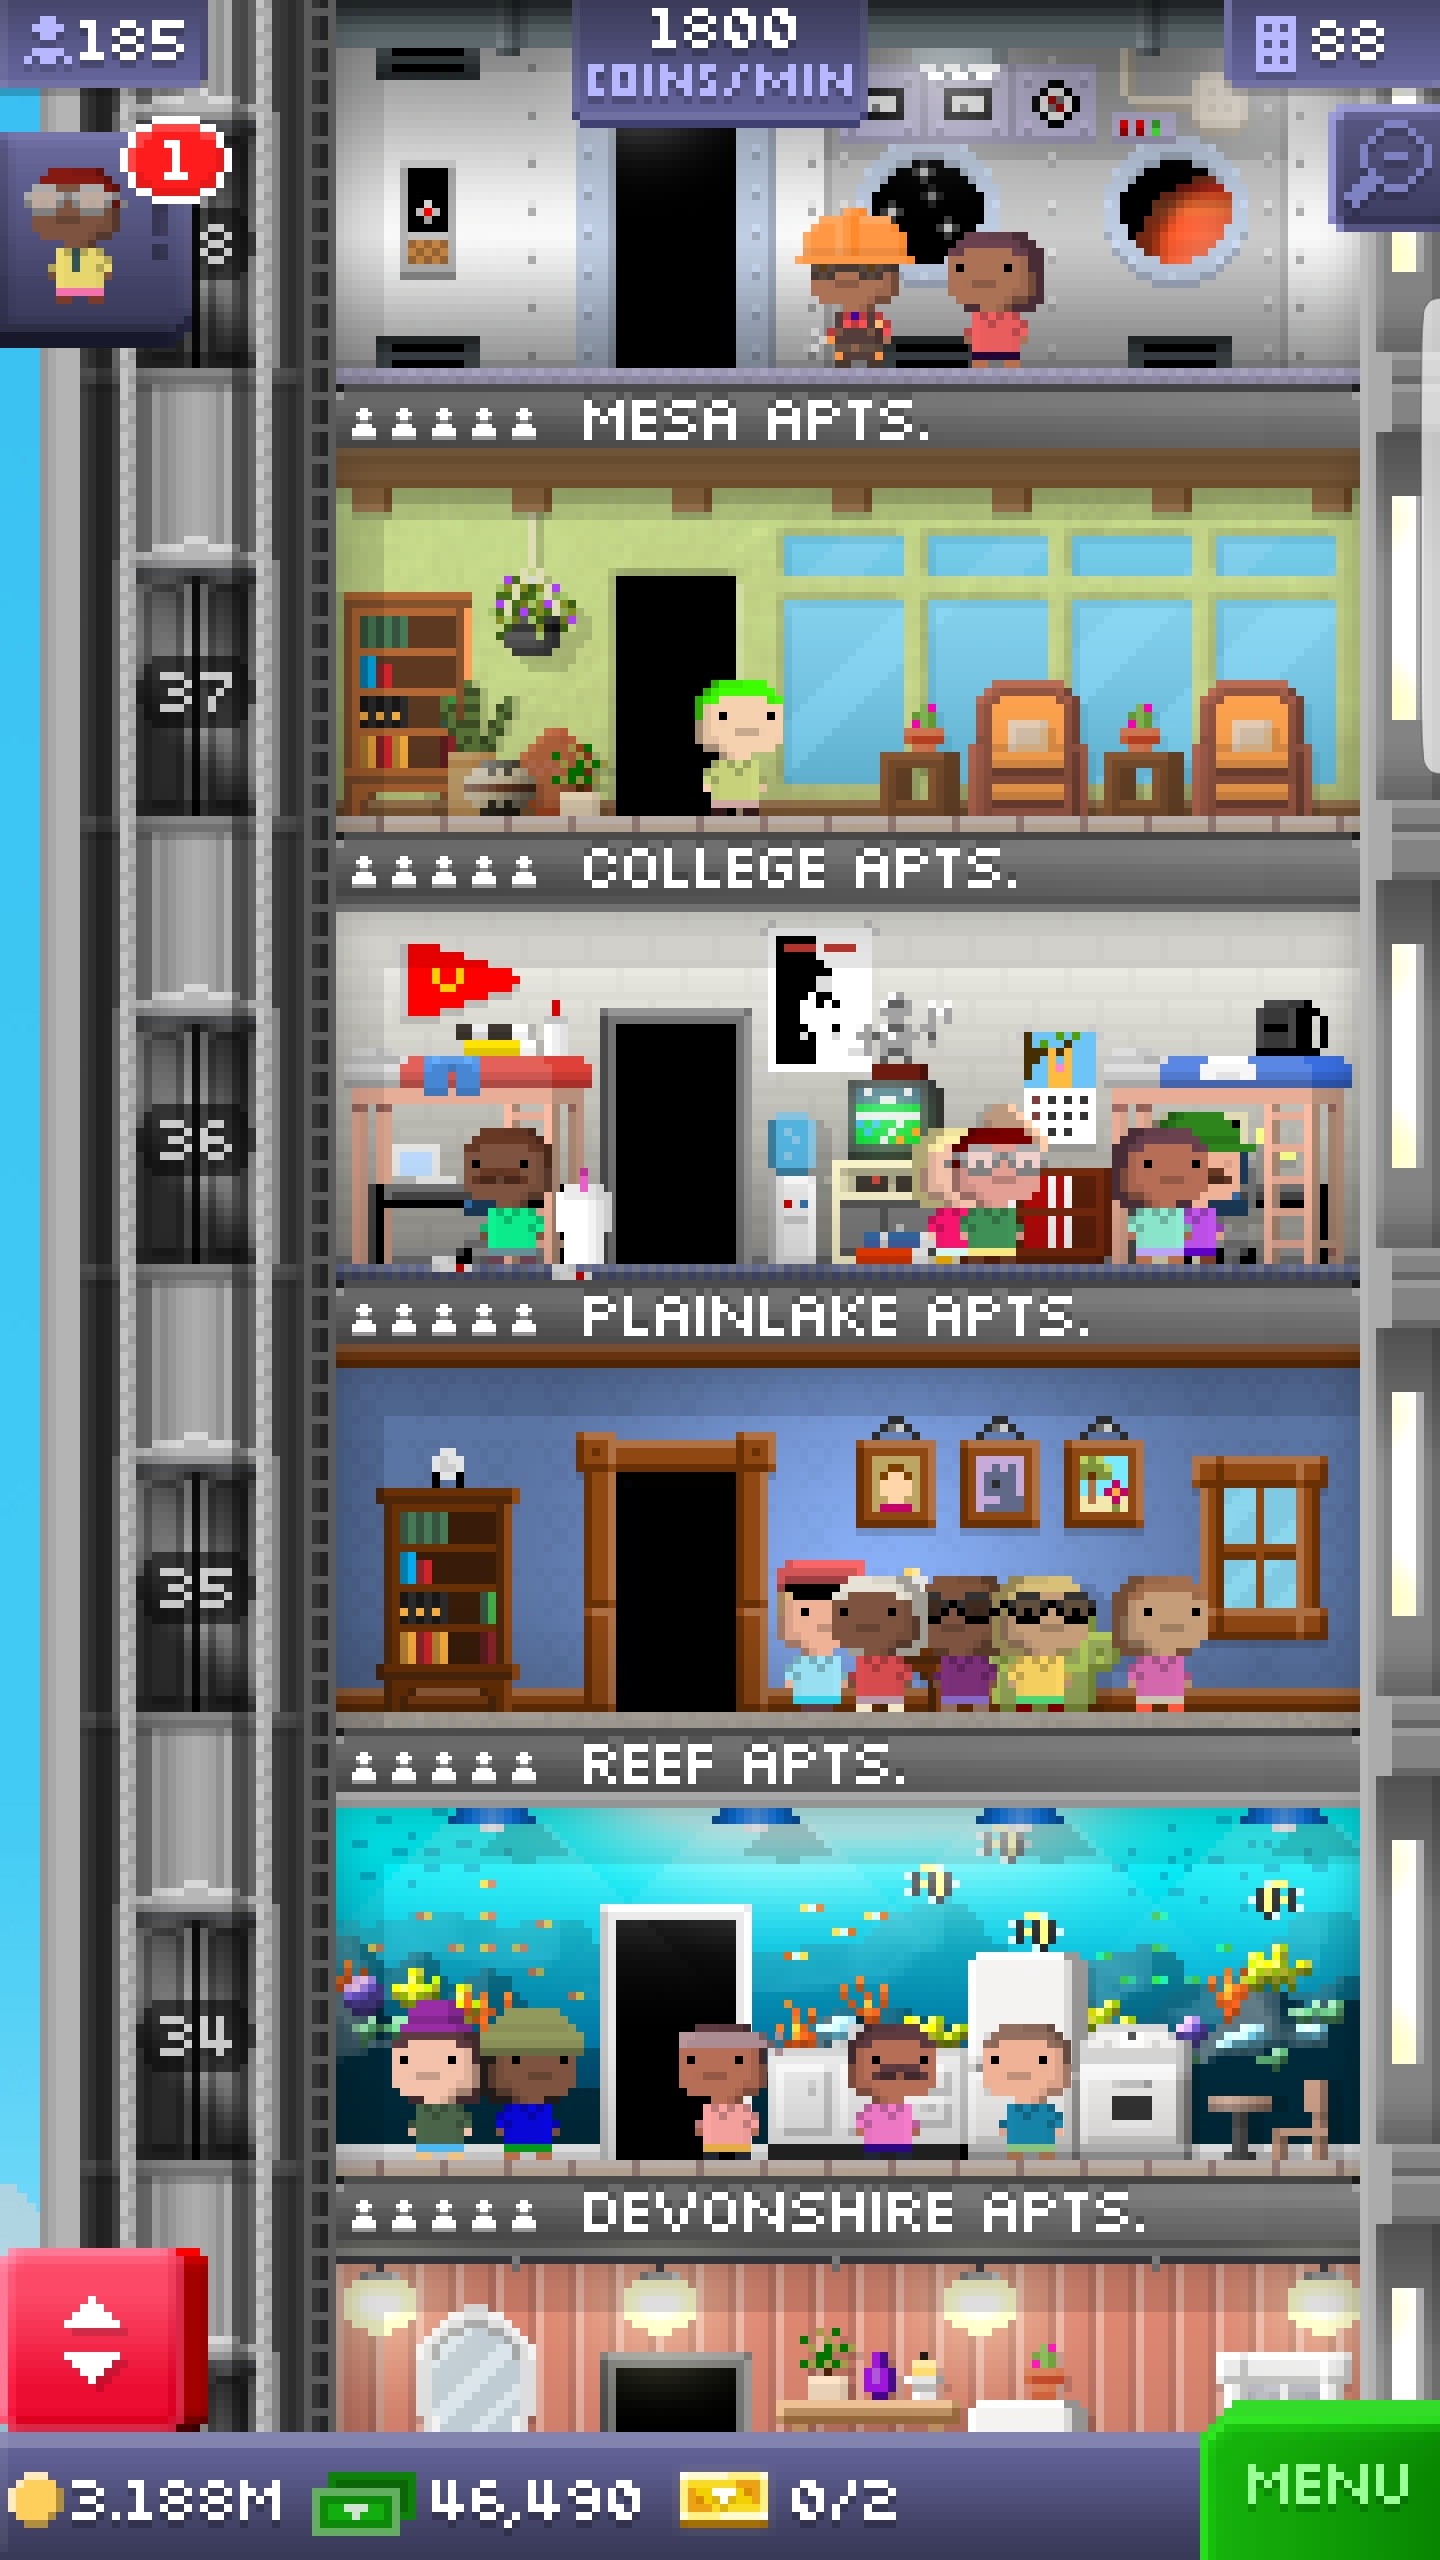 185
1800
COINS/MIN
88
1
8
MESA APTS.
37
COLLEGE APTS.
36
PLAINLAKE APTS.
35
REEF APTS.
34
DEVONSHIRE APTS.
3.188M
46,490
0/2
MENU